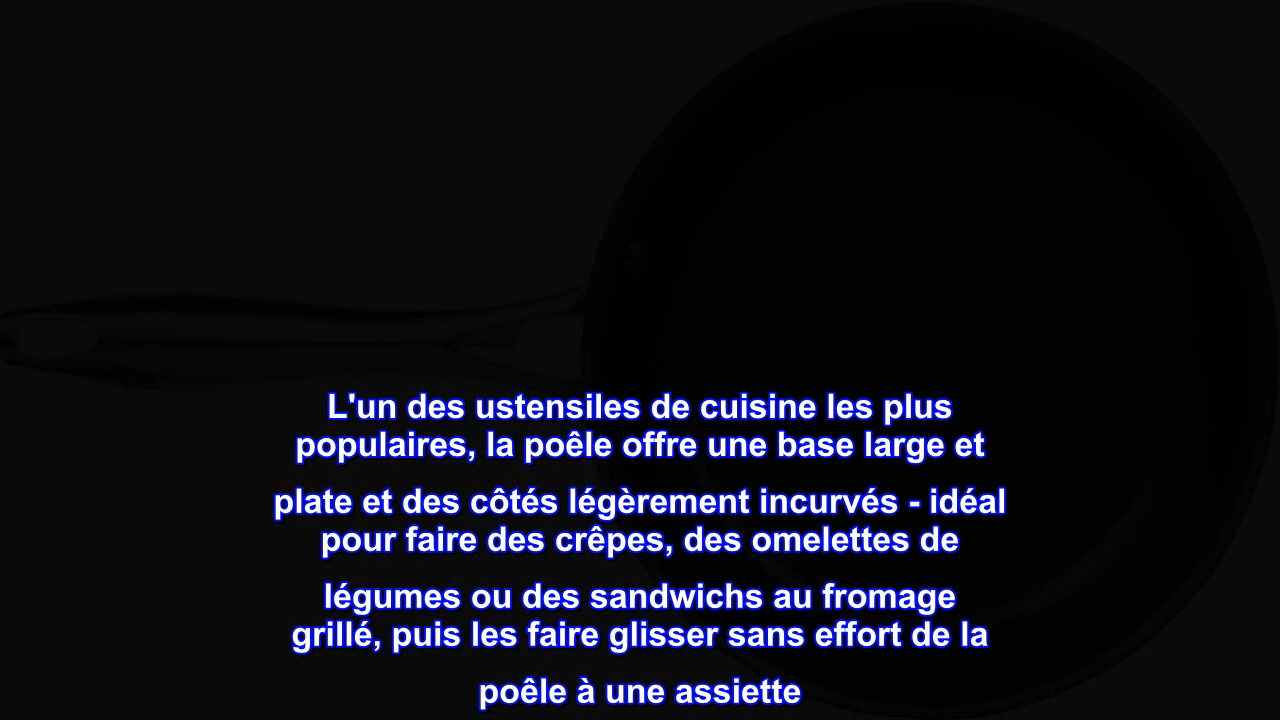 L'un des ustensiles de cuisine les plus
populaires, la poêle offre une base large et
plate et des côtés légèrement incurvés - idéal
pour faire des crêpes, des omelettes de
légumes ou des sandwichs au fromage
grillé, puis les faire glisser sans effort de la
poêle à une assiette